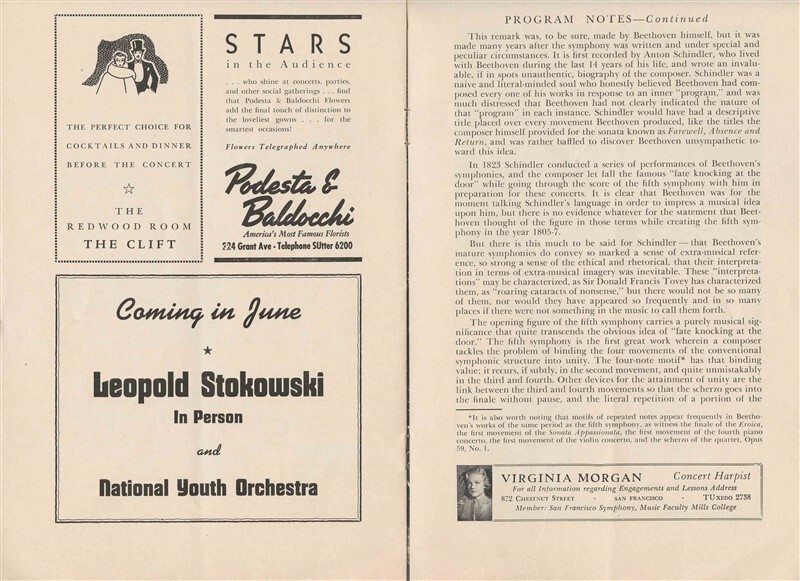 THE PERFECT CHOICE FOR
COCKTAILS AND DINNER
BEFORE THE CONCERT
THE
REDWOOD ROOM
THE CLIFT
STARS
in the Audience
. . . who shine at concerts, parties,
and other social gatherings . . . find
that Podesta & Baldocchi Flowers
add the final touch of distinction to
the loveliest gowns . . . for the
smartest occasions!
Flowers Telegraphed Anywhere
Podesta &
Baldocchi
America's Most Famous Florists
224 Grant Ave • Telephone SUtter 6200
Coming in June
Leopold Stokowski
In Person
and
National Youth Orchestra
PROGRAM NOTES—Continued
This remark was, to be sure, made by Beethoven himself, but it was
made many years after the symphony was written and under special and
peculiar circumstances. It is first recorded by Anton Schindler, who lived
with Beethoven during the last 14 years of his life, and wrote an invalu-
able, if in spots unauthentic, biography of the composer. Schindler was a
naive and literal-minded soul who honestly believed Beethoven had com-
posed every one of his works in response to an inner "program," and was
much distressed that Beethoven had not clearly indicated the nature of
that "program" in each instance. Schindler would have had a descriptive
title placed over every movement Beethoven produced, like the titles the
composer himself provided for the sonata known as Farewell, Absence and
Return, and was rather baffled to discover Beethoven unsympathetic to-
ward this idea.
In 1823 Schindler conducted a series of performances of Beethoven's
symphonies, and the composer let fall the famous "fate knocking at the
door" while going through the score of the fifth symphony with him in
preparation for these concerts. It is clear that Beethoven was for the
moment talking Schindler's language in order to impress a musical idea
upon him, but there is no evidence whatever for the statement that Beet-
hoven thought of the figure in those terms while creating the fifth sym-
phony in the year 1805-7.
But there is this much to be said for Schindler — that Beethoven's
mature symphonies do convey so marked a sense of extra-musical refer-
ence, so strong a sense of the ethical and rhetorical, that their interpreta-
tion in terms of extra-musical imagery was inevitable. These "interpreta-
tions" may be characterized, as Sir Donald Francis Tovey has characterized
them, as "roaring cataracts of nonsense," but there would not be so many
of them, nor would they have appeared so frequently and in so many
places if there were not something in the music to call them forth.
The opening figure of the fifth symphony carries a purely musical sig-
nificance that quite transcends the obvious idea of "fate knocking at the
door." The fifth symphony is the first great work wherein a composer
tackles the problem of binding the four movements of the conventional
symphonic structure into unity. The four-note motif* has that binding
value; it recurs, if subtly, in the second movement, and quite unmistakably
in the third and fourth. Other devices for the attainment of unity are the
link between the third and fourth movements so that the scherzo goes into
the finale without pause, and the literal repetition of a portion of the
*It is also worth noting that motifs of repeated notes appear frequently in Beetho-
ven's works of the same period as the fifth symphony, as witness the finale of the Eroica,
the first movement of the Sonata Appassionata, the first movement of the fourth piano
concerto, the first movement of the violin concerto, and the scherzo of the quartet, Opus
59, No. 1.
VIRGINIA MORGAN Concert Harpist
For all Information regarding Engagements and Lessons Address
872 CHESTNUT STREET · SAN FRANCISCO · TUxedo 2738
Member: San Francisco Symphony, Music Faculty Mills College